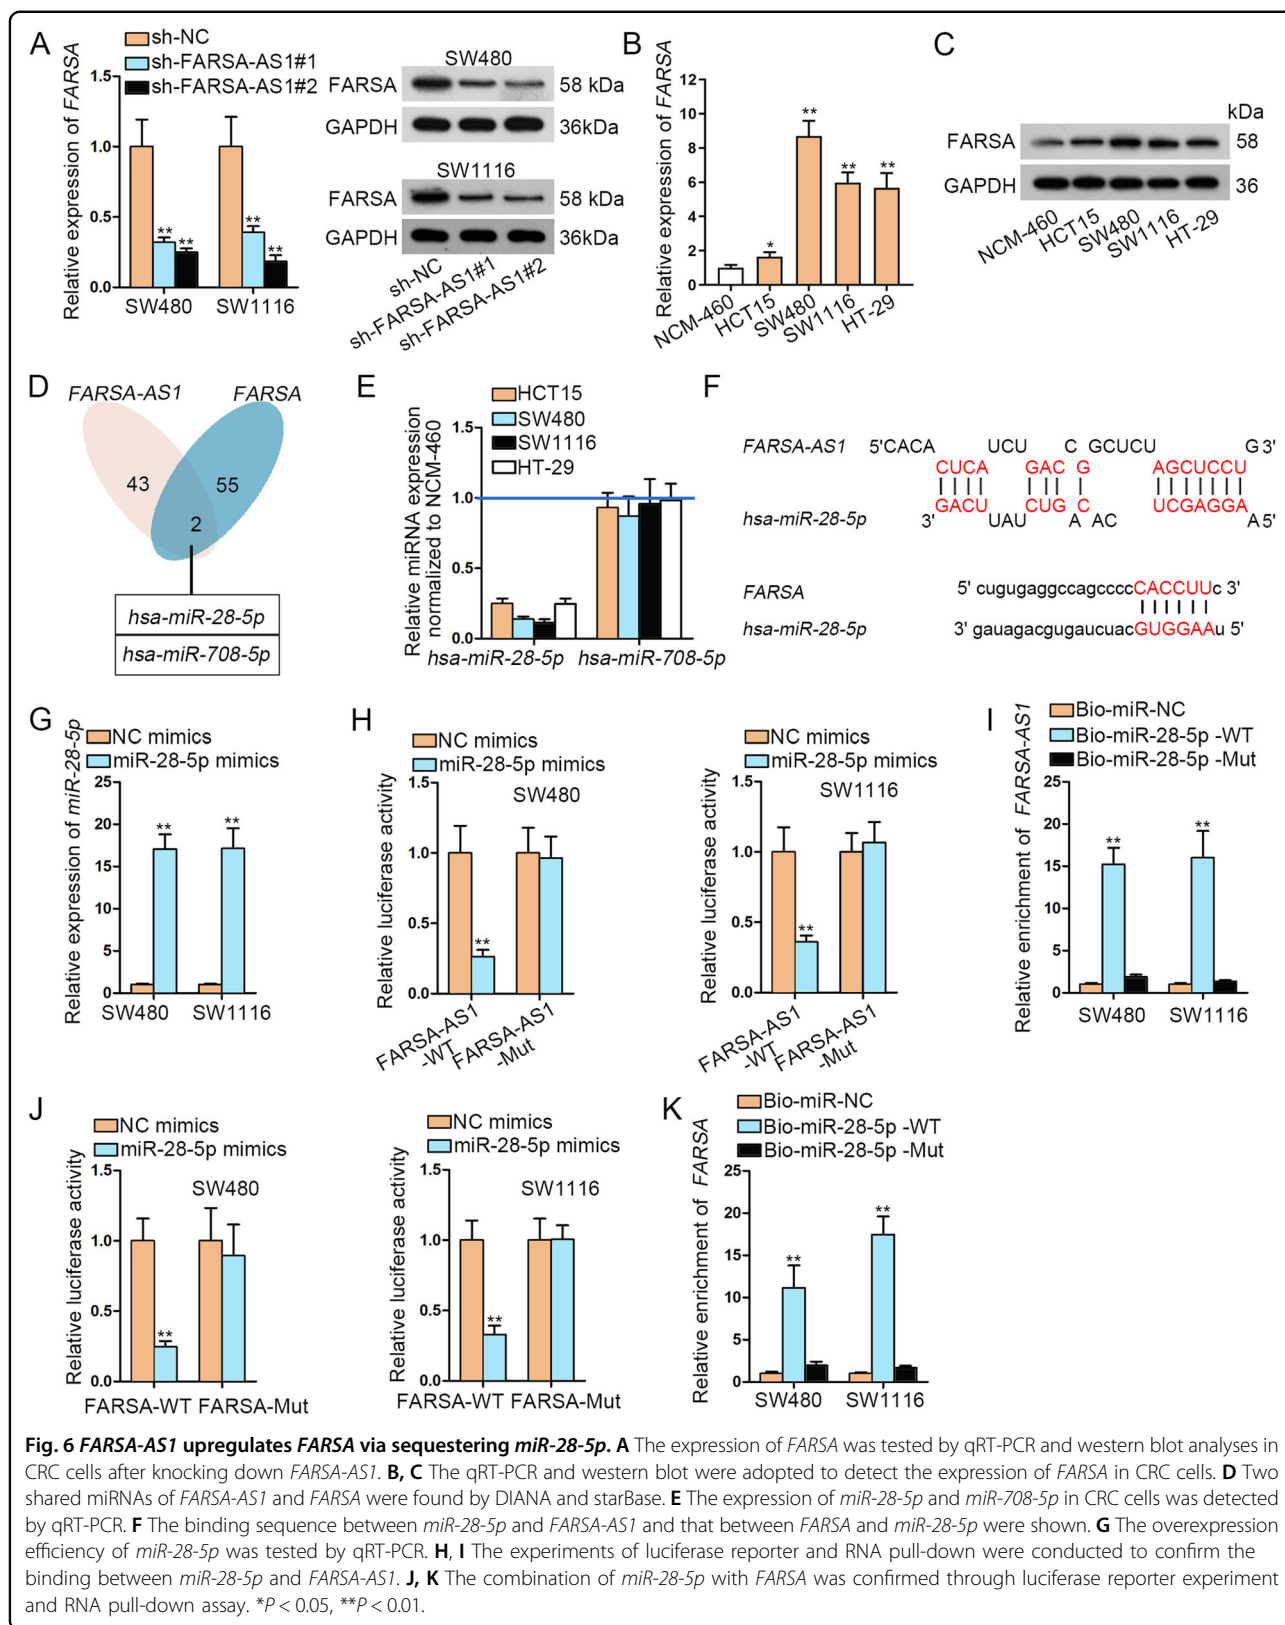 A
sh-NC
sh-FARSA-AS1#1
sh-FARSA-AS1#2
Relative expression of FARSA
1.5
1.0
0.5
0.0
** **
** **
SW480 SW1116
SW480
FARSA 58 kDa
GAPDH 36kDa
SW1116
FARSA 58 kDa
GAPDH 36kDa
sh-NC
sh-FARSA-AS1#1
sh-FARSA-AS1#2
B
Relative expression of FARSA
12
10
8
6
4
2
0
* ** ** **
NCM-460
HCT15
SW480
SW1116
HT-29
C
kDa
FARSA 58
GAPDH 36
NCM-460
HCT15
SW480
SW1116
HT-29
D
FARSA-AS1 FARSA
43 55
2
hsa-miR-28-5p
hsa-miR-708-5p
E
HCT15
SW480
SW1116
HT-29
Relative miRNA expression
normalized to NCM-460
1.5
1.0
0.5
0.0
hsa-miR-28-5p hsa-miR-708-5p
F
FARSA-AS1 5'CACA UCU C GCUCU G 3'
CUCA GACG AGCUCCU
GACU CUGC UCGAGGA
hsa-miR-28-5p 3' UAU A AC A 5'
FARSA 5' cugugaggccagccccCACCUUc 3'
hsa-miR-28-5p 3' gauagacgugaucuacGUGGAAu 5'
G
NC mimics
miR-28-5p mimics
Relative expression of miR-28-5p
25
20
15
10
5
0
** **
SW480 SW1116
H
NC mimics
miR-28-5p mimics
Relative luciferase activity
1.5
1.0
0.5
0.0
SW480
**
FARSA-AS1
-WT
FARSA-AS1
-Mut
NC mimics
miR-28-5p mimics
Relative luciferase activity
1.5
1.0
0.5
0.0
SW1116
**
FARSA-AS1
-WT
FARSA-AS1
-Mut
I
Bio-miR-NC
Bio-miR-28-5p -WT
Bio-miR-28-5p -Mut
Relative enrichment of FARSA-AS1
25
20
15
10
5
0
** **
SW480 SW1116
J
NC mimics
miR-28-5p mimics
Relative luciferase activity
1.5
1.0
0.5
0.0
SW480
**
FARSA-WT FARSA-Mut
NC mimics
miR-28-5p mimics
Relative luciferase activity
1.5
1.0
0.5
0.0
SW1116
**
FARSA-WT FARSA-Mut
K
Bio-miR-NC
Bio-miR-28-5p -WT
Bio-miR-28-5p -Mut
Relative enrichment of FARSA
25
20
15
10
5
0
** **
SW480 SW1116
Fig. 6 FARSA-AS1 upregulates FARSA via sequestering miR-28-5p. A The expression of FARSA was tested by qRT-PCR and western blot analyses in
CRC cells after knocking down FARSA-AS1. B, C The qRT-PCR and western blot were adopted to detect the expression of FARSA in CRC cells. D Two
shared miRNAs of FARSA-AS1 and FARSA were found by DIANA and starBase. E The expression of miR-28-5p and miR-708-5p in CRC cells was detected
by qRT-PCR. F The binding sequence between miR-28-5p and FARSA-AS1 and that between FARSA and miR-28-5p were shown. G The overexpression
efficiency of miR-28-5p was tested by qRT-PCR. H, I The experiments of luciferase reporter and RNA pull-down were conducted to confirm the
binding between miR-28-5p and FARSA-AS1. J, K The combination of miR-28-5p with FARSA was confirmed through luciferase reporter experiment
and RNA pull-down assay. *P < 0.05, **P < 0.01.